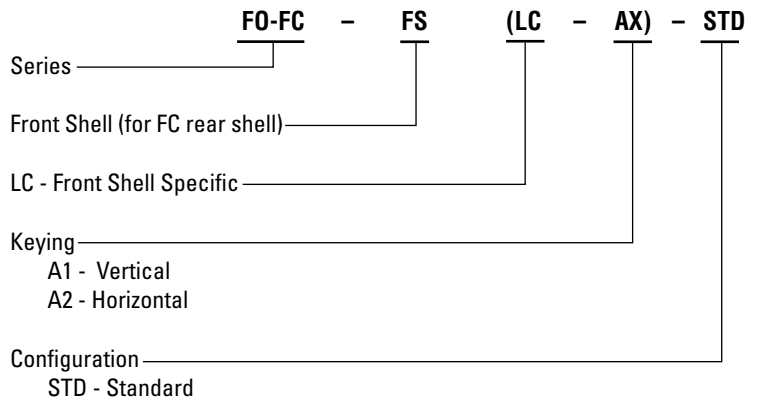 FO-FC – FS (LC – AX) – STD
Series
Front Shell (for FC rear shell)
LC - Front Shell Specific
Keying
A1 - Vertical
A2 - Horizontal
Configuration
STD - Standard